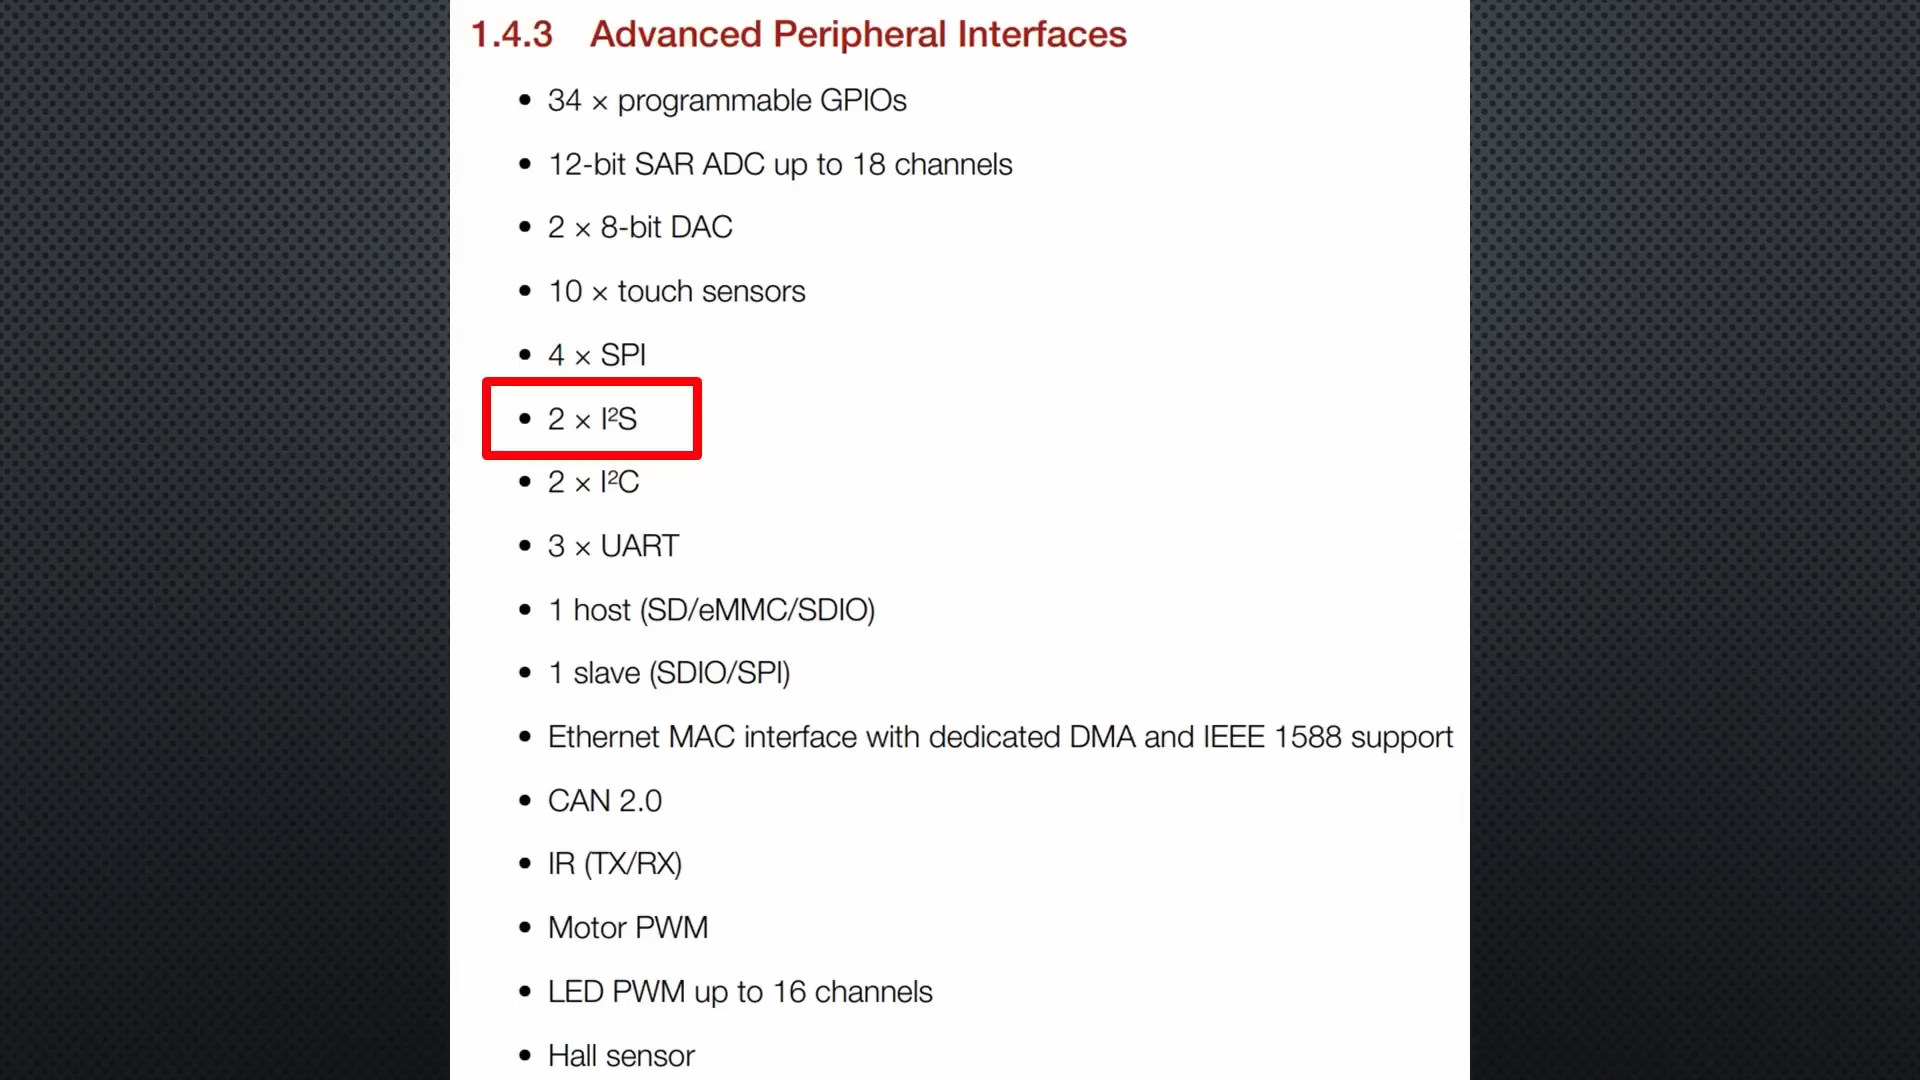 1.4.3 Advanced Peripheral Interfaces
• 34 × programmable GPIOs
• 12-bit SAR ADC up to 18 channels
• 2 × 8-bit DAC
• 10 × touch sensors
• 4 × SPI
• 2 × I²S
• 2 × I²C
• 3 × UART
• 1 host (SD/eMMC/SDIO)
• 1 slave (SDIO/SPI)
• Ethernet MAC interface with dedicated DMA and IEEE 1588 support
• CAN 2.0
• IR (TX/RX)
• Motor PWM
• LED PWM up to 16 channels
• Hall sensor